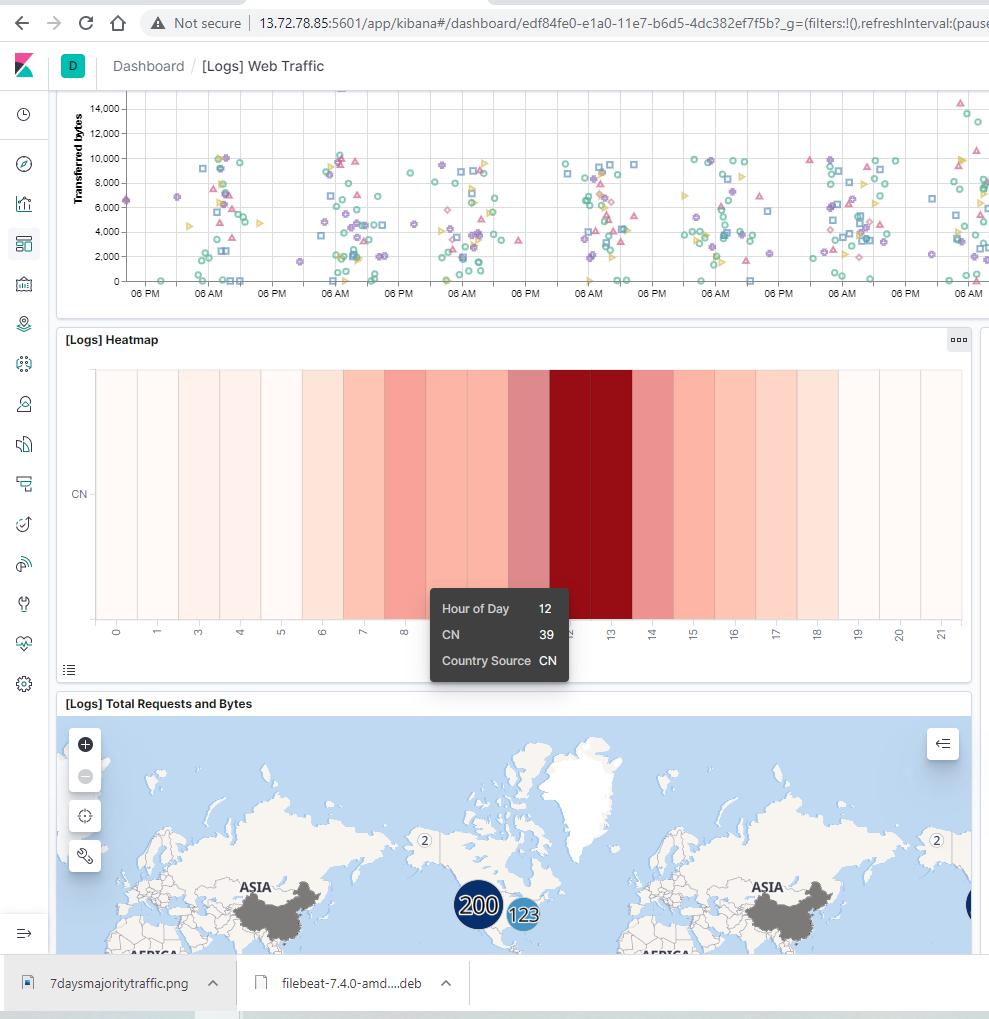 Not secure 13.72.78.85:5601/app/kibana#/dashboard/edf84fe0-e1a0-11e7-b6d5-4dc382ef7f5b?_g=(filters:!(),refreshInterval:(pause
D Dashboard / [Logs] Web Traffic
Transferred bytes
14,000
12,000
10,000
8,000
6,000
4,000
2,000
0
06 PM 06 AM 06 PM 06 AM 06 PM 06 AM 06 PM 06 AM 06 PM 06 AM 06 PM 06 AM 06 PM 06 AM
[Logs] Heatmap
CN
0 1 3 4 5 6 7 8 13 14 15 16 17 18 19 20 21
Hour of Day 12
CN 39
Country Source CN
[Logs] Total Requests and Bytes
2 2
ASIA ASIA
200 123
AFRICA AFRICA
7daysmajoritytraffic.png filebeat-7.4.0-amd....deb